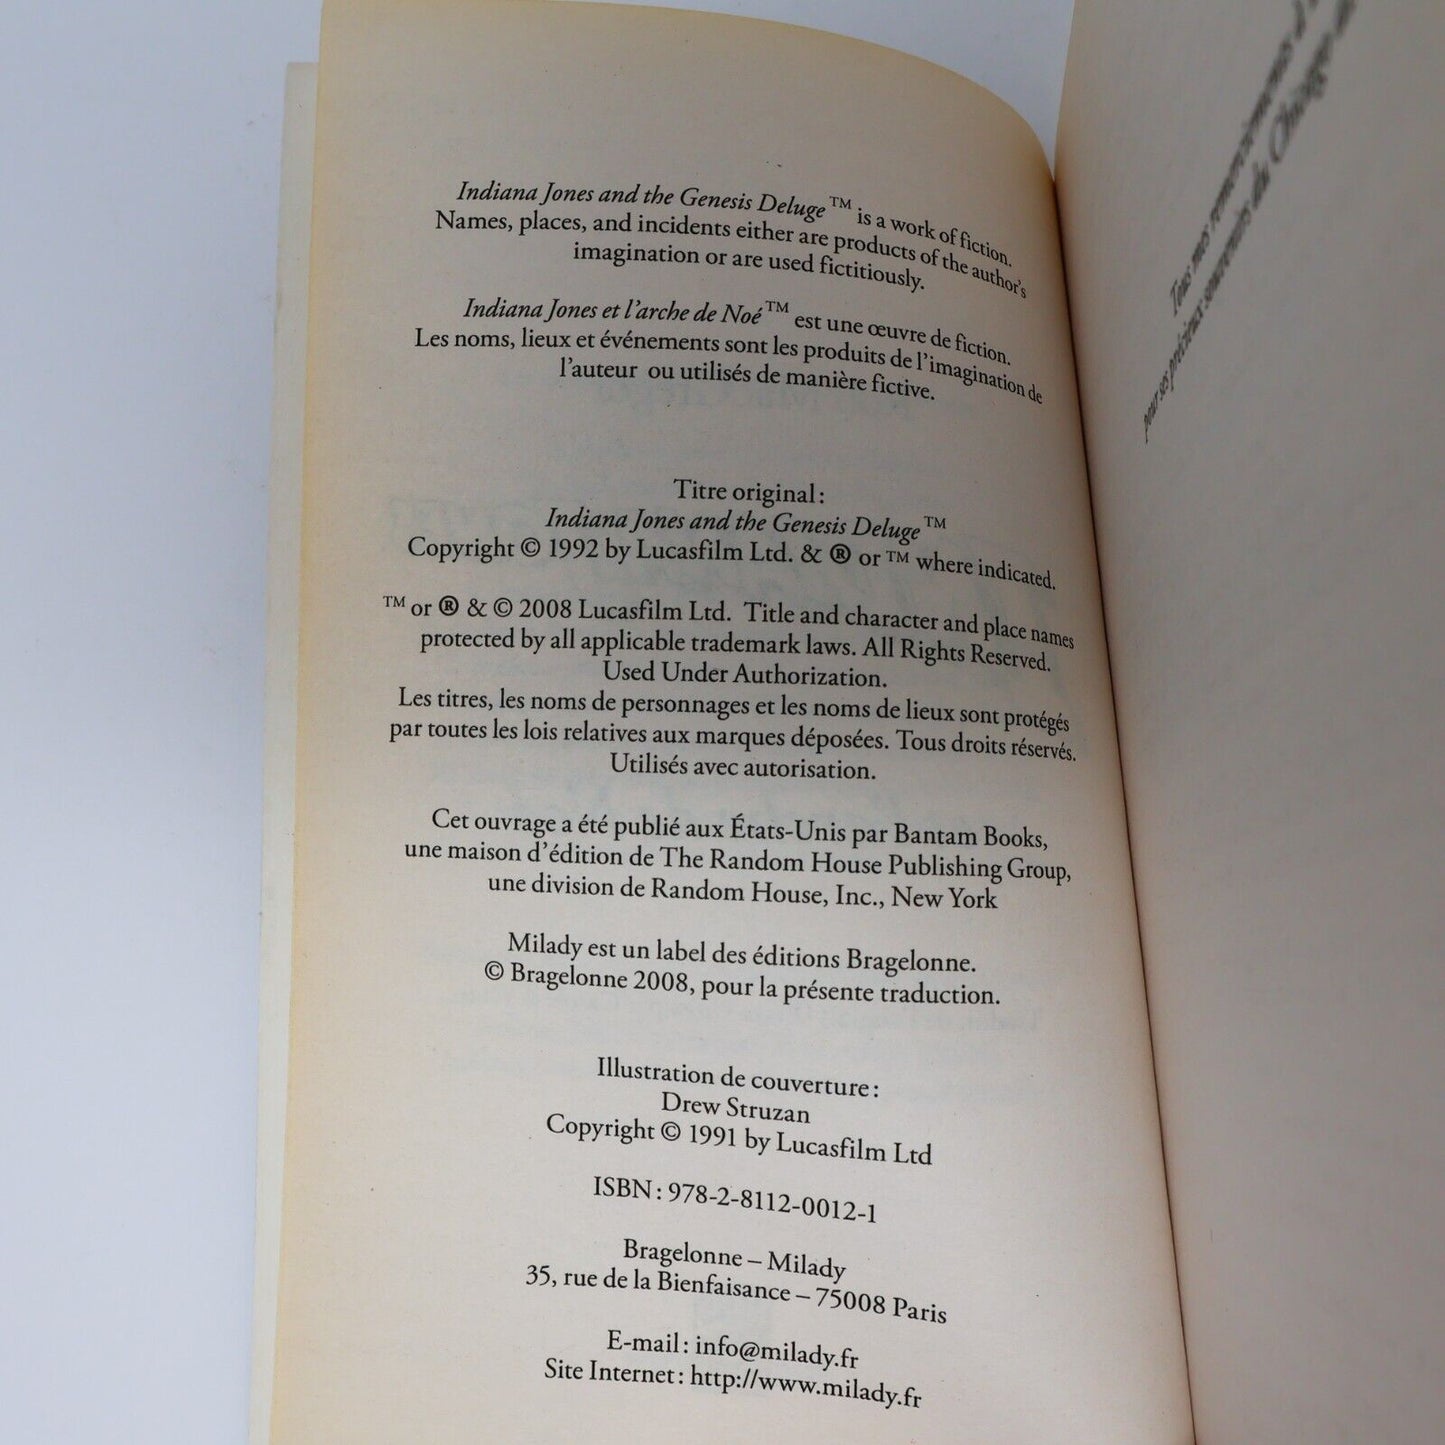 Indiana Jones and the Genesis Deluge™ is a work of fiction.
Names, places, and incidents either are products of the author's
imagination or are used fictitiously.
Indiana Jones et l'arche de Noé™ est une œuvre de fiction.
Les noms, lieux et événements sont les produits de l'imagination de
l'auteur ou utilisés de manière fictive.
Titre original :
Indiana Jones and the Genesis Deluge™
Copyright © 1992 by Lucasfilm Ltd. & ® or ™ where indicated.
™ or ® & © 2008 Lucasfilm Ltd. Title and character and place names
protected by all applicable trademark laws. All Rights Reserved.
Used Under Authorization.
Les titres, les noms de personnages et les noms de lieux sont protégés
par toutes les lois relatives aux marques déposées. Tous droits réservés.
Utilisés avec autorisation.
Cet ouvrage a été publié aux États-Unis par Bantam Books,
une maison d'édition de The Random House Publishing Group,
une division de Random House, Inc., New York
Milady est un label des éditions Bragelonne.
© Bragelonne 2008, pour la présente traduction.
Illustration de couverture :
Drew Struzan
Copyright © 1991 by Lucasfilm Ltd
ISBN : 978-2-8112-0012-1
Bragelonne – Milady
35, rue de la Bienfaisance – 75008 Paris
E-mail : info@milady.fr
Site Internet : http://www.milady.fr
Tous mes remerciements à
pour ses précieux souvenirs du Chicago